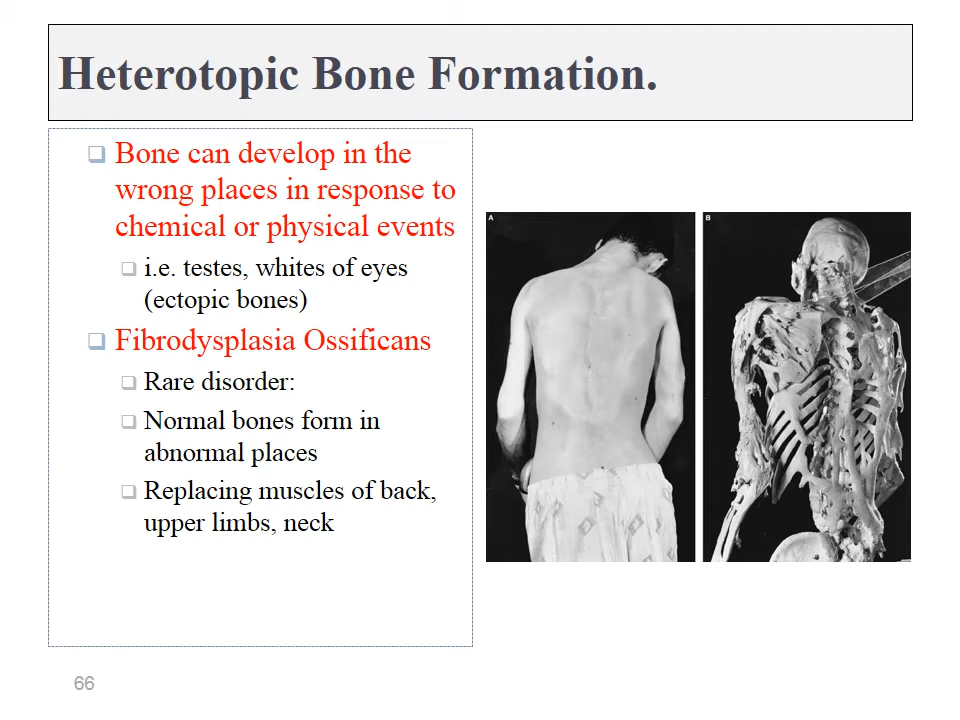 Heterotopic Bone Formation.
Bone can develop in the
wrong places in response to
chemical or physical events
i.e. testes, whites of eyes
(ectopic bones)
Fibrodysplasia Ossificans
Rare disorder:
Normal bones form in
abnormal places
Replacing muscles of back,
upper limbs, neck
A
B
66